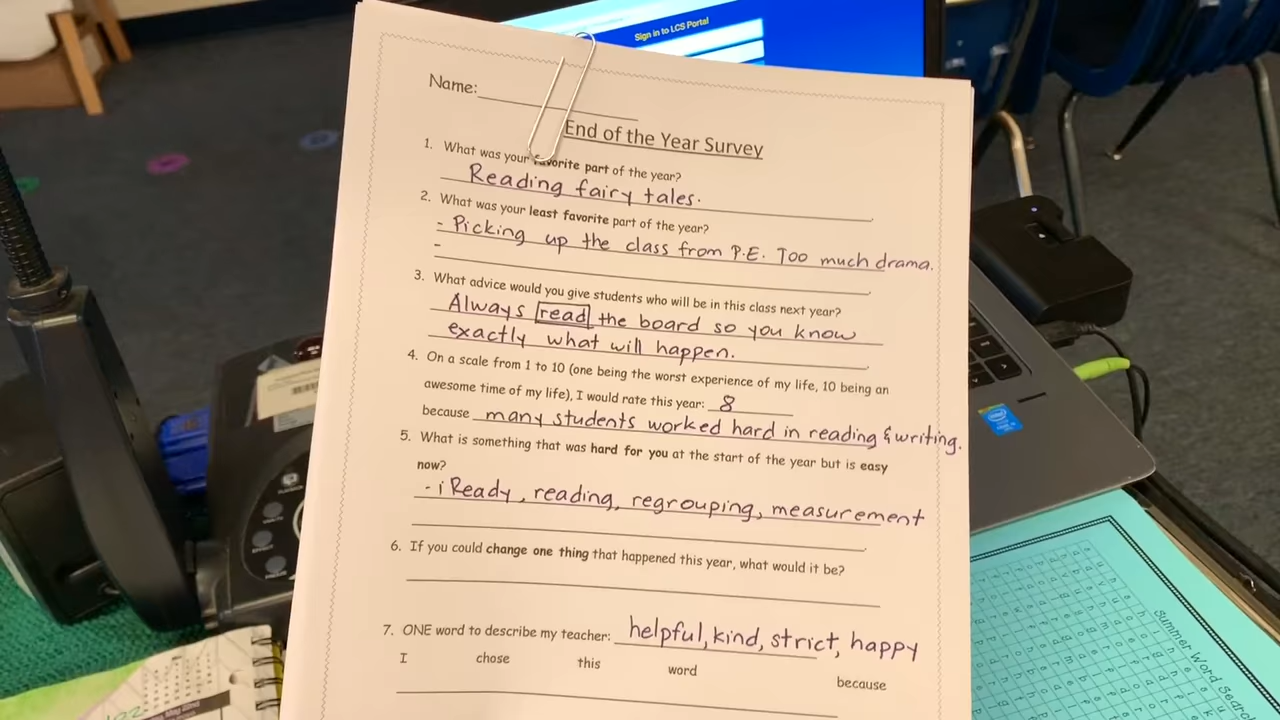 Sign in to LCS Portal
Name:
End of the Year Survey
1. What was your favorite part of the year?
Reading fairy tales.
2. What was your least favorite part of the year?
- Picking up the class from P.E. Too much drama.
-
3. What advice would you give students who will be in this class next year?
Always read the board so you know
exactly what will happen.
4. On a scale from 1 to 10 (one being the worst experience of my life, 10 being an
awesome time of my life), I would rate this year: 8
because many students worked hard in reading & writing.
5. What is something that was hard for you at the start of the year but is easy
now?
- iReady, reading, regrouping, measurement
6. If you could change one thing that happened this year, what would it be?
7. ONE word to describe my teacher: helpful, kind, strict, happy
I chose this word because
Summer Word Searc